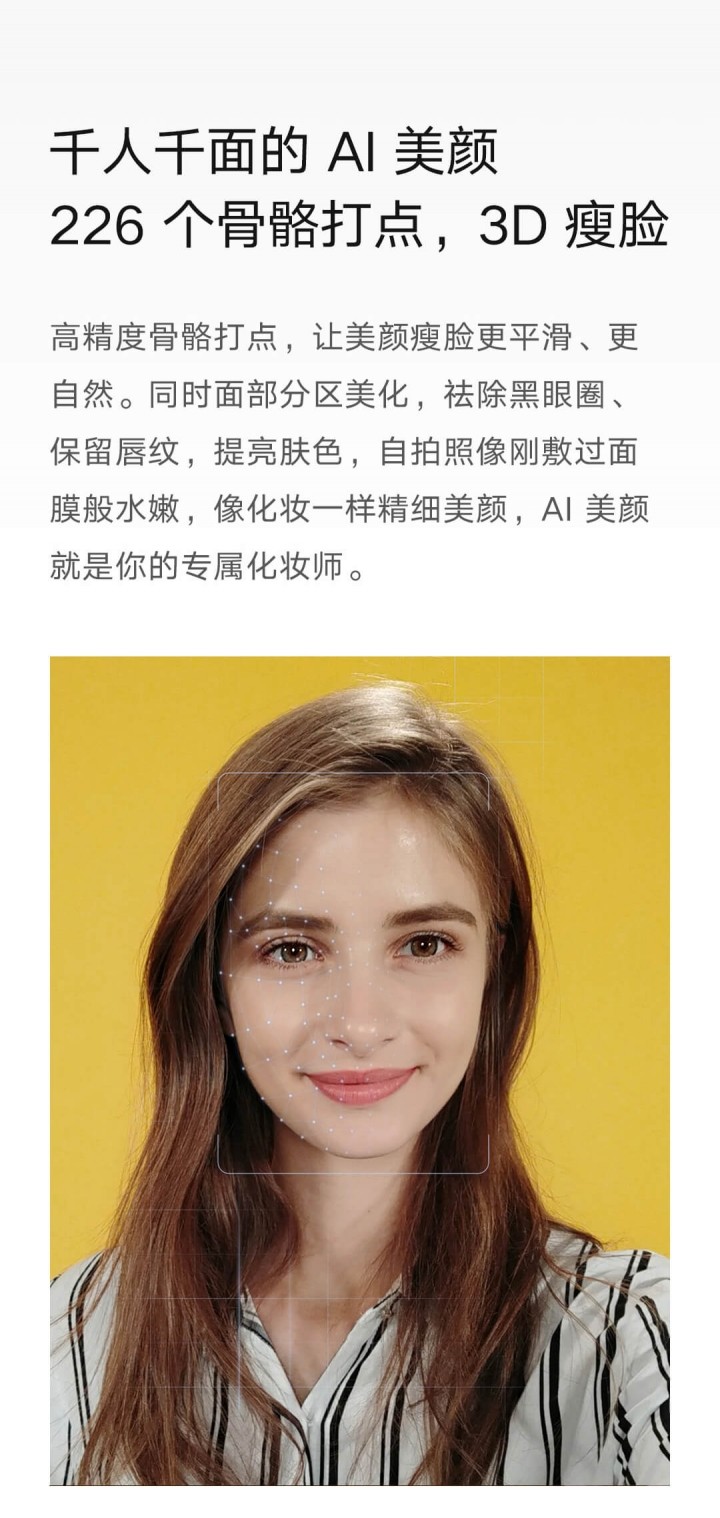 千人千面的 AI 美颜
226 个骨骼打点，3D 瘦脸
高精度骨骼打点，让美颜瘦脸更平滑、更
自然。同时面部分区美化，祛除黑眼圈、
保留唇纹，提亮肤色，自拍照像刚敷过面
膜般水嫩，像化妆一样精细美颜，AI 美颜
就是你的专属化妆师。